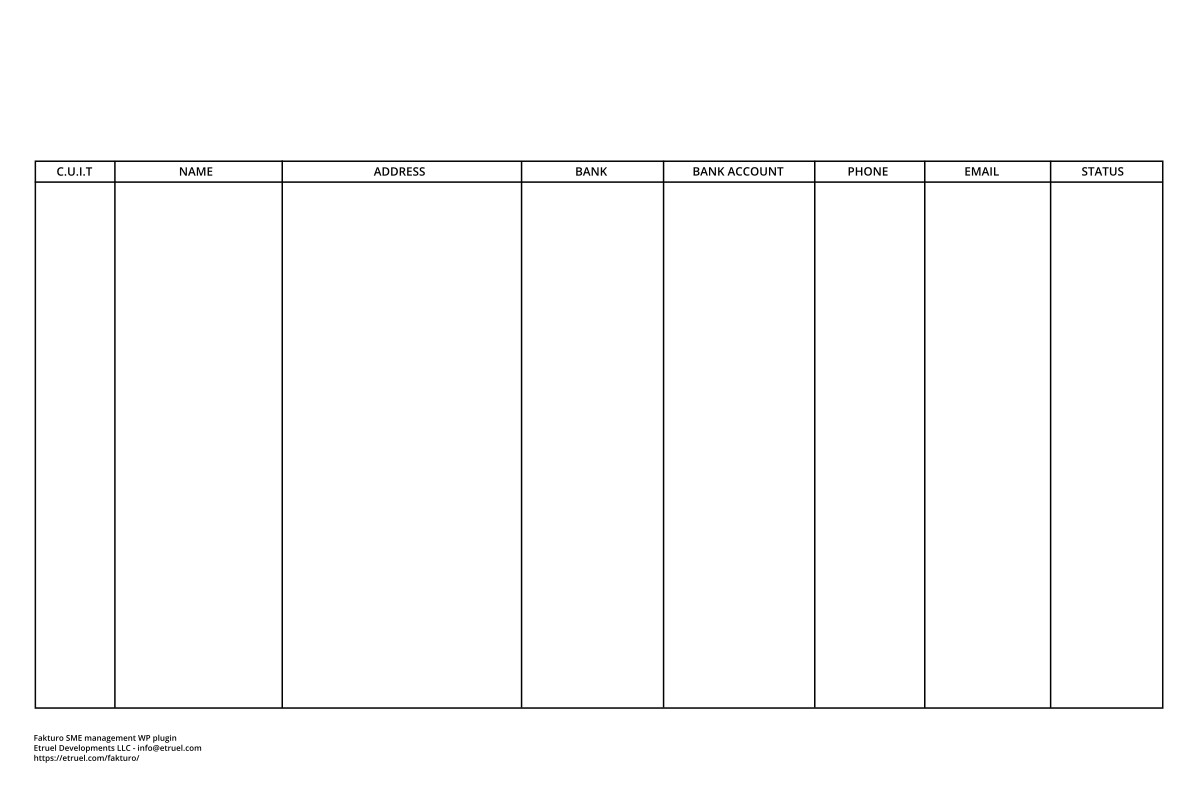 C.U.I.T NAME ADDRESS BANK BANK ACCOUNT PHONE EMAIL STATUS
Fakturo SME management WP plugin
Etruel Developments LLC - info@etruel.com
https://etruel.com/fakturo/